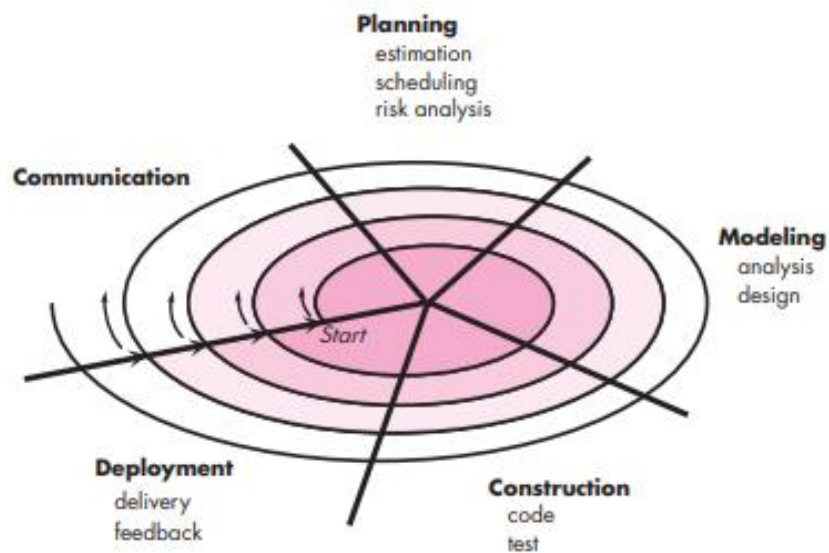 Planning
estimation
scheduling
risk analysis
Communication
Modeling
analysis
design
Start
Deployment
delivery
feedback
Construction
code
test